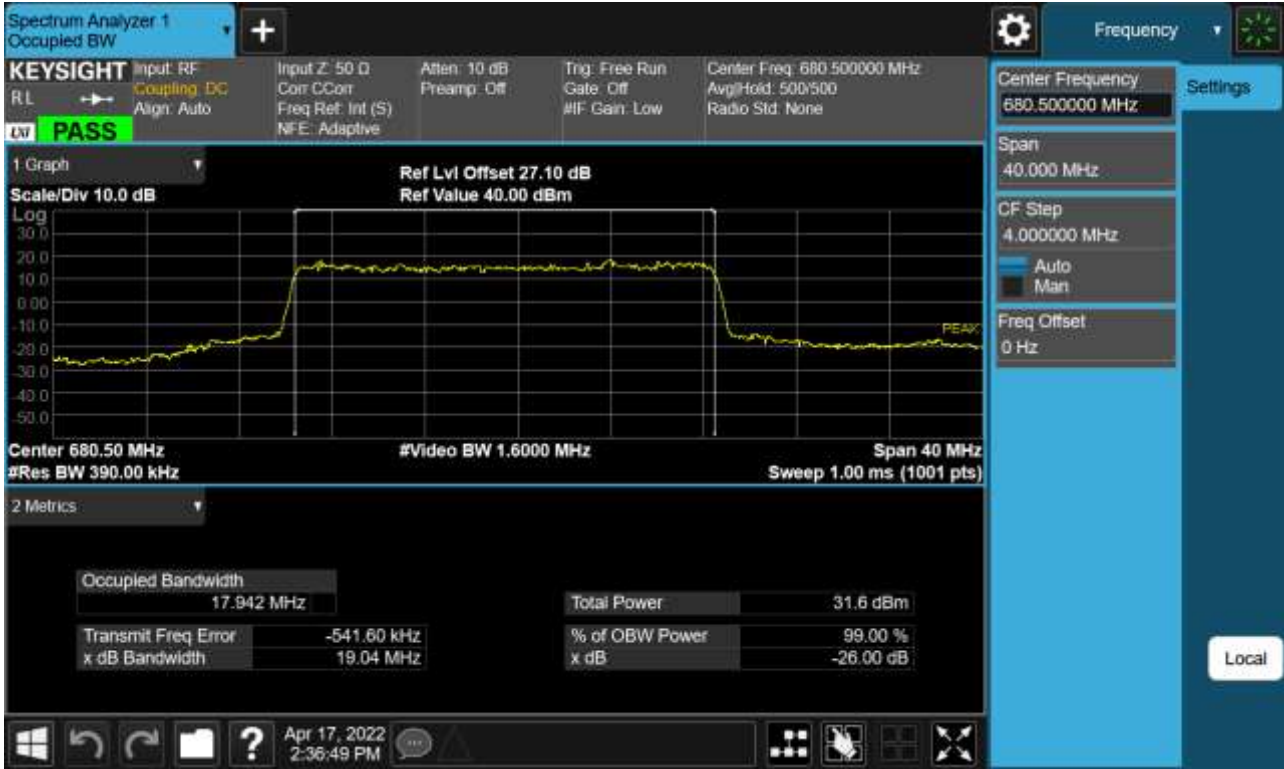 Spectrum Analyzer 1
Occupied BW
Frequency
KEYSIGHT
RL
LXI
PASS
Input: RF
Coupling: DC
Align: Auto
Input Z: 50 Ω
Corr CCorr
Freq Ref: Int (S)
NFE: Adaptive
Atten: 10 dB
Preamp: Off
Trig: Free Run
Gate: Off
#IF Gain: Low
Center Freq: 680.500000 MHz
Avg|Hold: 500/500
Radio Std: None
Center Frequency
680.500000 MHz
Settings
Span
40.000 MHz
CF Step
4.000000 MHz
Auto
Man
Freq Offset
0 Hz
Local
1 Graph
Scale/Div 10.0 dB
Ref Lvl Offset 27.10 dB
Ref Value 40.00 dBm
Log
30.0
20.0
10.0
0.00
-10.0
-20.0
-30.0
-40.0
-50.0
PEAK
Center 680.50 MHz
#Video BW 1.6000 MHz
Span 40 MHz
#Res BW 390.00 kHz
Sweep 1.00 ms (1001 pts)
2 Metrics
Occupied Bandwidth
17.942 MHz
Total Power 31.6 dBm
Transmit Freq Error -541.60 kHz
% of OBW Power 99.00 %
x dB Bandwidth 19.04 MHz
x dB -26.00 dB
?
Apr 17, 2022
2:36:49 PM